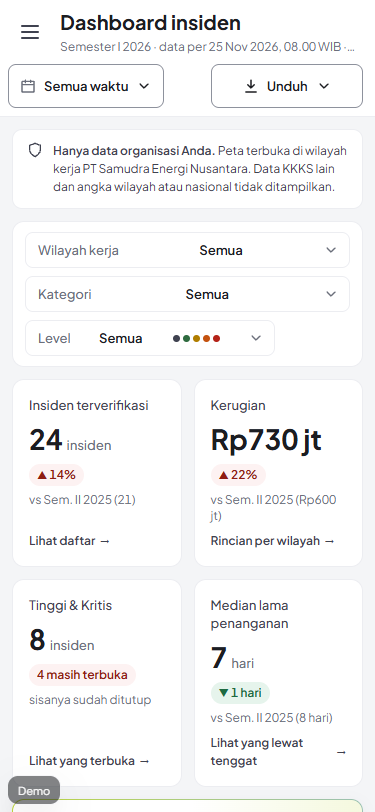 Dashboard insiden
Semester I 2026 · data per 25 Nov 2026, 08.00 WIB ·...
Semua waktu
Unduh
Hanya data organisasi Anda. Peta terbuka di wilayah
kerja PT Samudra Energi Nusantara. Data KKKS lain
dan angka wilayah atau nasional tidak ditampilkan.
Wilayah kerja Semua
Kategori Semua
Level Semua
Insiden terverifikasi
24 insiden
▲ 14%
vs Sem. II 2025 (21)
Lihat daftar →
Kerugian
Rp730 jt
▲ 22%
vs Sem. II 2025 (Rp600
jt)
Rincian per wilayah →
Tinggi & Kritis
8 insiden
4 masih terbuka
sisanya sudah ditutup
Lihat yang terbuka →
Median lama
penanganan
7 hari
▼ 1 hari
vs Sem. II 2025 (8 hari)
Lihat yang lewat
tenggat →
Demo